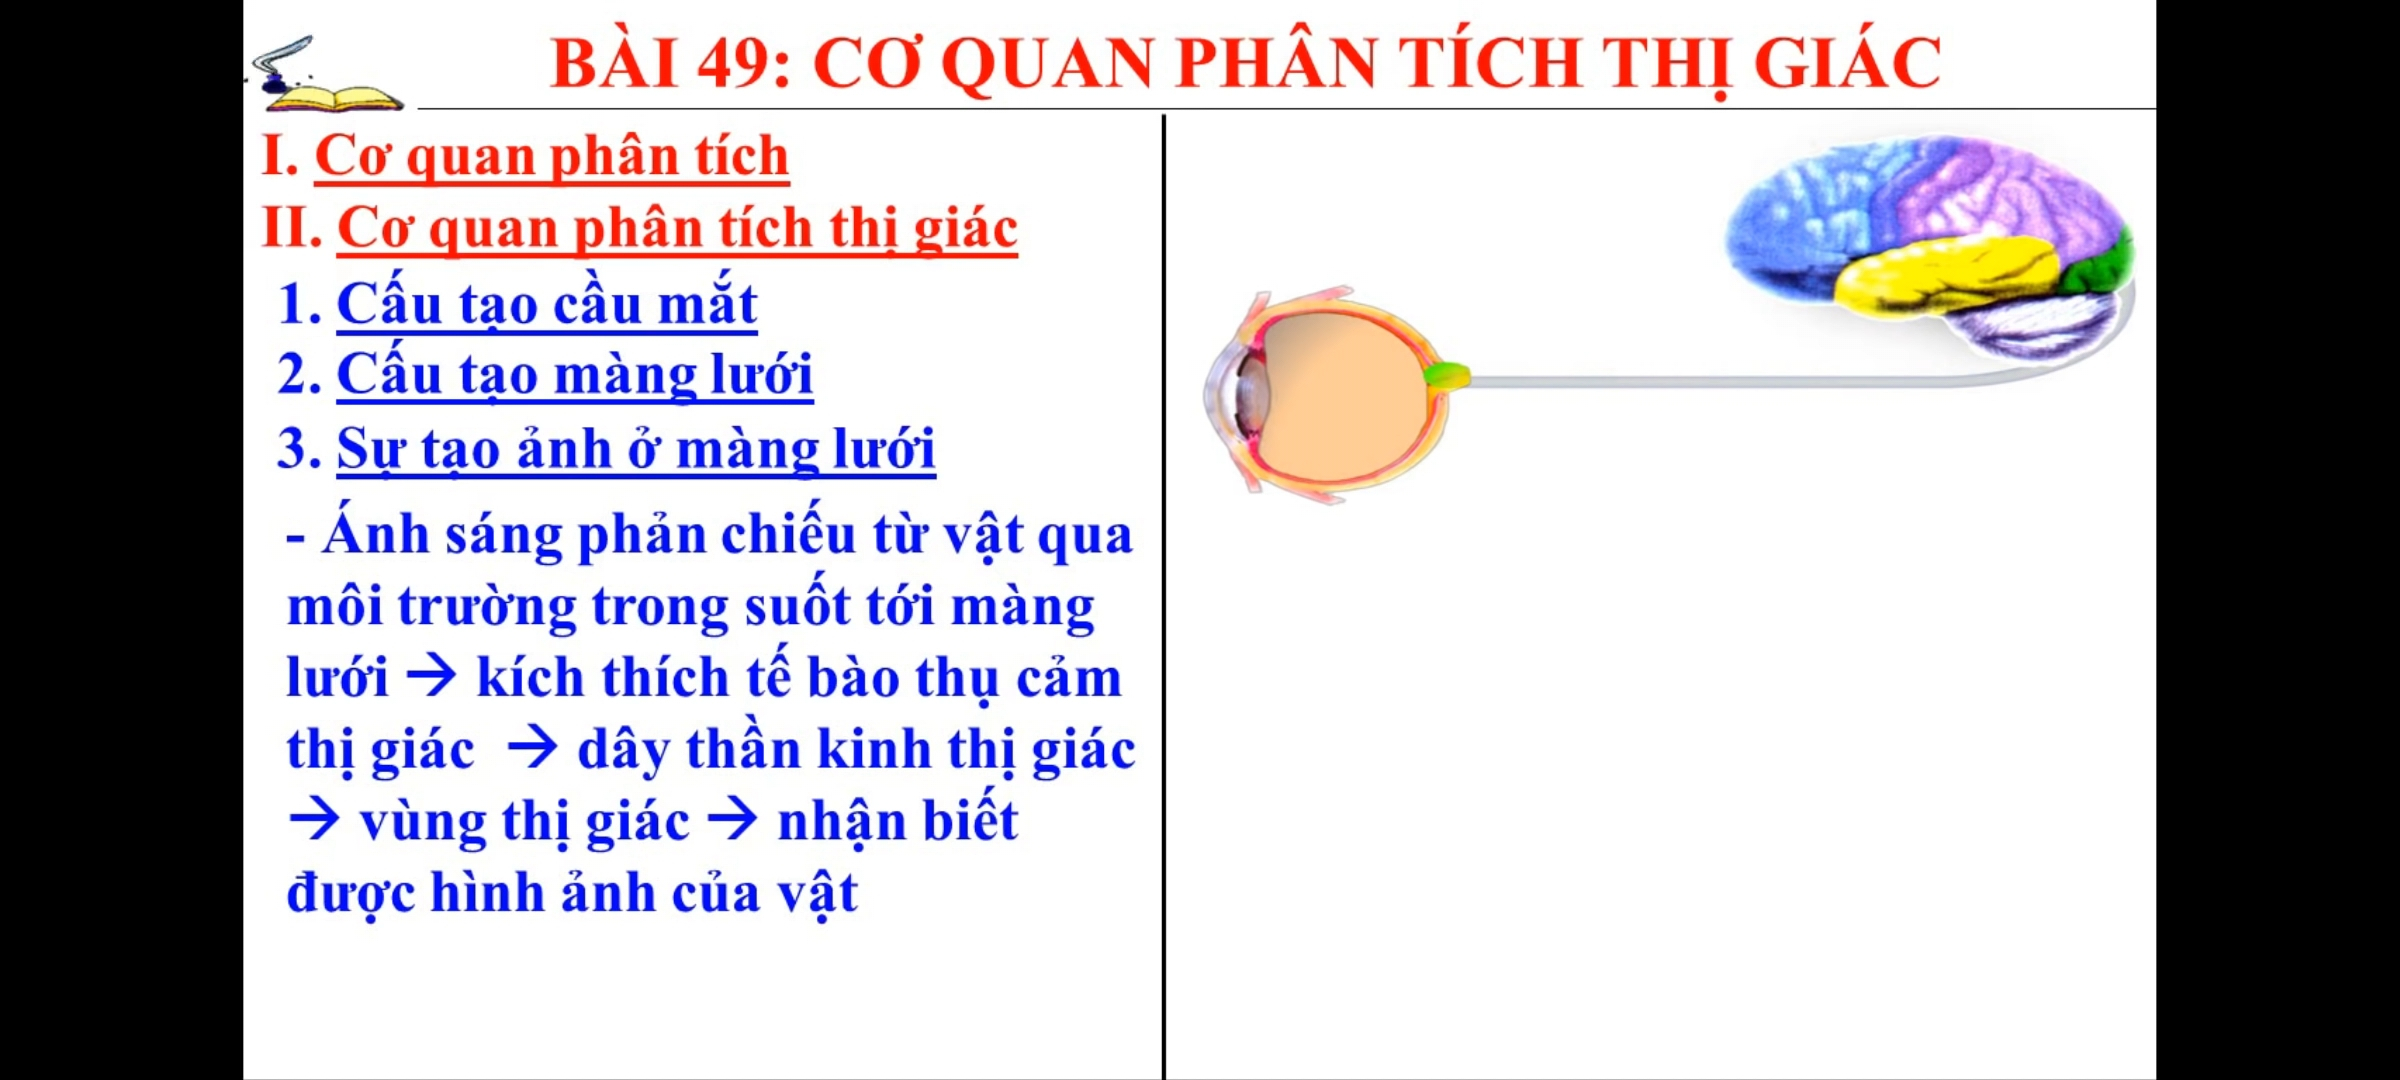 BÀI 49: CƠ QUAN PHÂN TÍCH THỊ GIÁC
I. Cơ quan phân tích
II. Cơ quan phân tích thị giác
1. Cấu tạo cầu mắt
2. Cấu tạo màng lưới
3. Sự tạo ảnh ở màng lưới
- Ánh sáng phản chiếu từ vật qua
môi trường trong suốt tới màng
lưới → kích thích tế bào thụ cảm
thị giác → dây thần kinh thị giác
→ vùng thị giác → nhận biết
được hình ảnh của vật